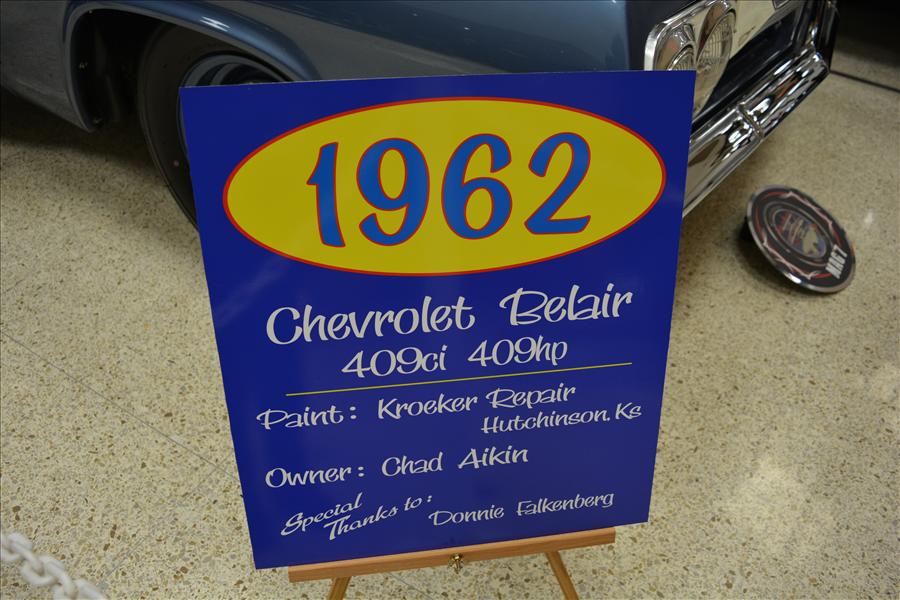 1962
Chevrolet Belair
409ci 409hp
Paint: Kroeker Repair
Hutchinson, Ks
Owner: Chad Aikin
Special
Thanks to: Donnie Falkenberg